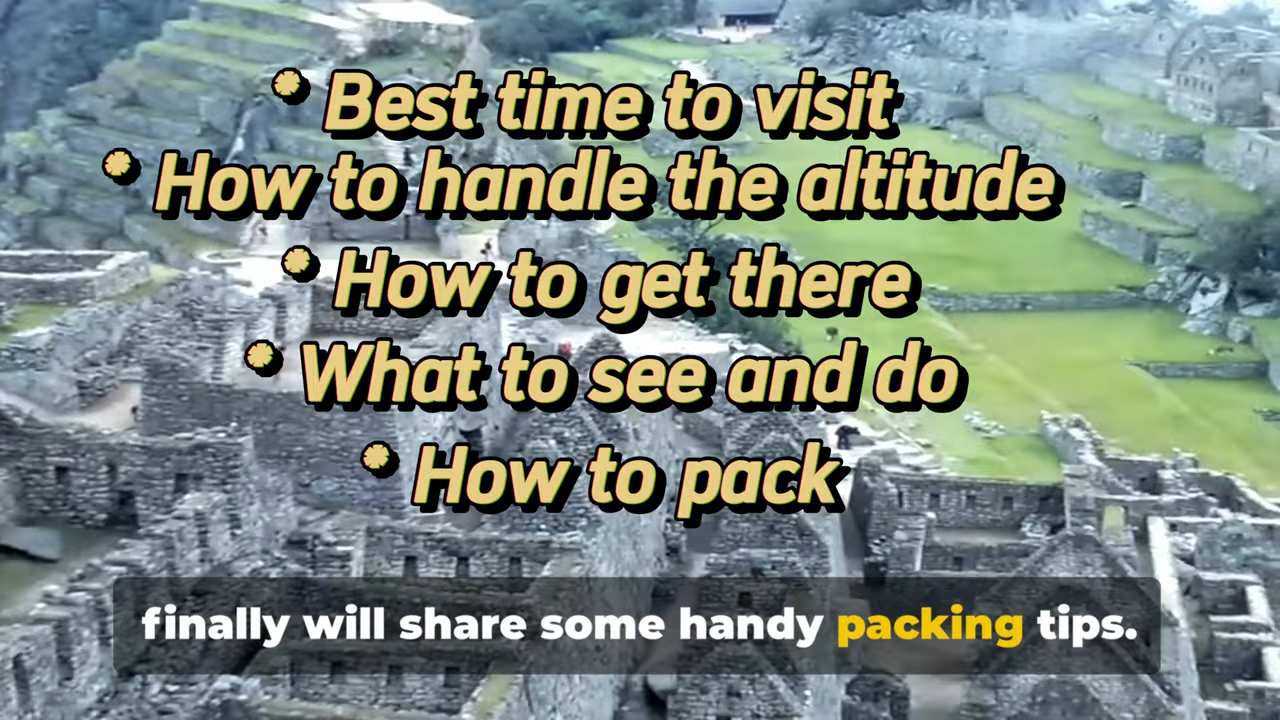 * Best time to visit
* How to handle the altitude
* How to get there
* What to see and do
* How to pack
finally will share some handy packing tips.